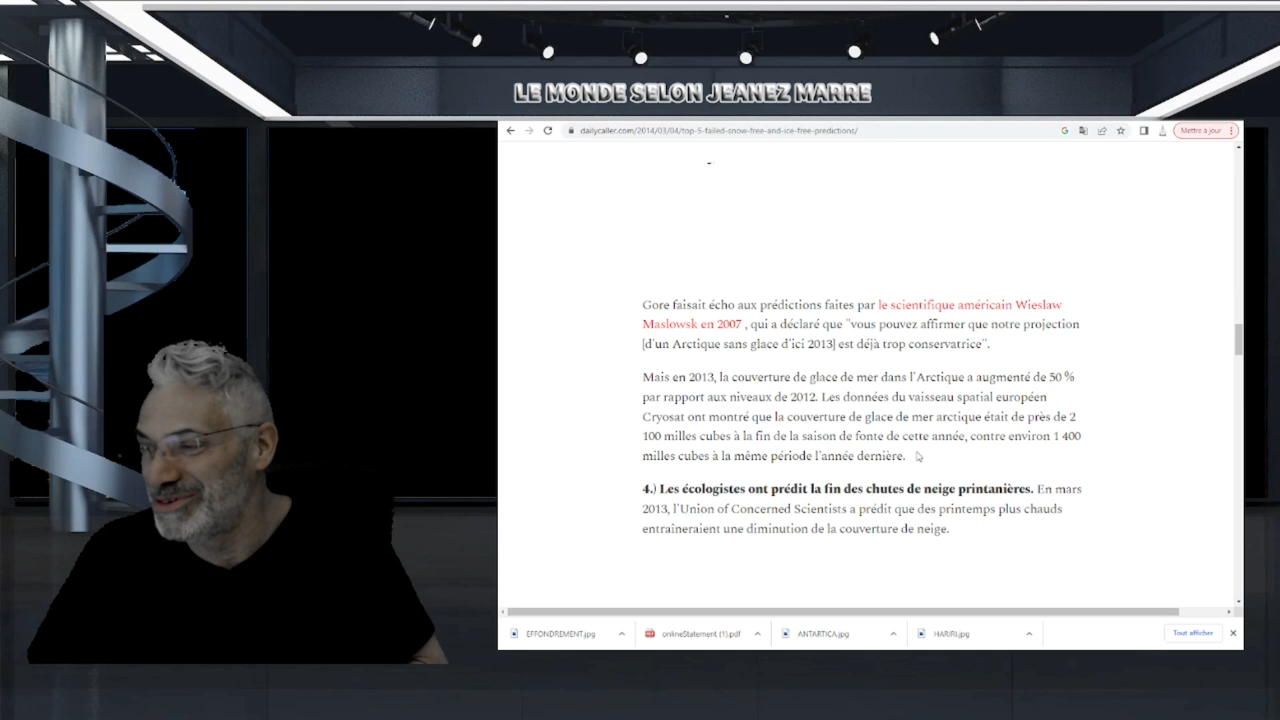 LE MONDE SELON JEANEZ MARRE
dailycaller.com/2014/03/04/top-5-failed-snow-free-and-ice-free-predictions/
Mettre à jour
Gore faisait écho aux prédictions faites par le scientifique américain Wieslaw
Maslowsk en 2007 , qui a déclaré que "vous pouvez affirmer que notre projection
[d'un Arctique sans glace d'ici 2013] est déjà trop conservatrice".
Mais en 2013, la couverture de glace de mer dans l'Arctique a augmenté de 50 %
par rapport aux niveaux de 2012. Les données du vaisseau spatial européen
Cryosat ont montré que la couverture de glace de mer arctique était de près de 2
100 milles cubes à la fin de la saison de fonte de cette année, contre environ 1 400
milles cubes à la même période l'année dernière.
4.) Les écologistes ont prédit la fin des chutes de neige printanières. En mars
2013, l'Union of Concerned Scientists a prédit que des printemps plus chauds
entraîneraient une diminution de la couverture de neige.
EFFONDREMENT.jpg
onlineStatement (1).pdf
ANTARTICA.jpg
HARIRI.jpg
Tout afficher